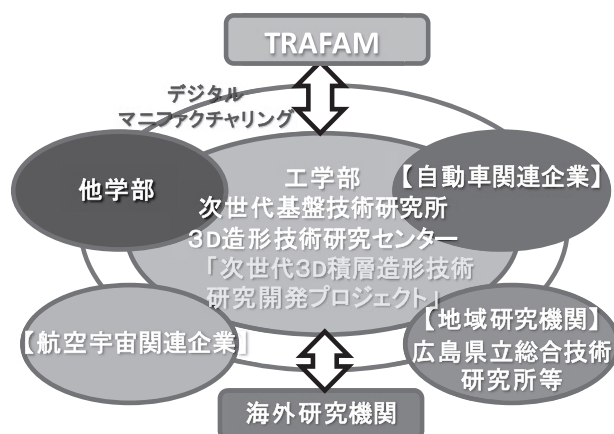 TRAFAM
デジタル
マニファクチャリング
他学部
工学部
次世代基盤技術研究所
3D造形技術研究センター
「次世代3D積層造形技術
研究開発プロジェクト」
【自動車関連企業】
【航空宇宙関連企業】
【地域研究機関】
広島県立総合技術
研究所等
海外研究機関